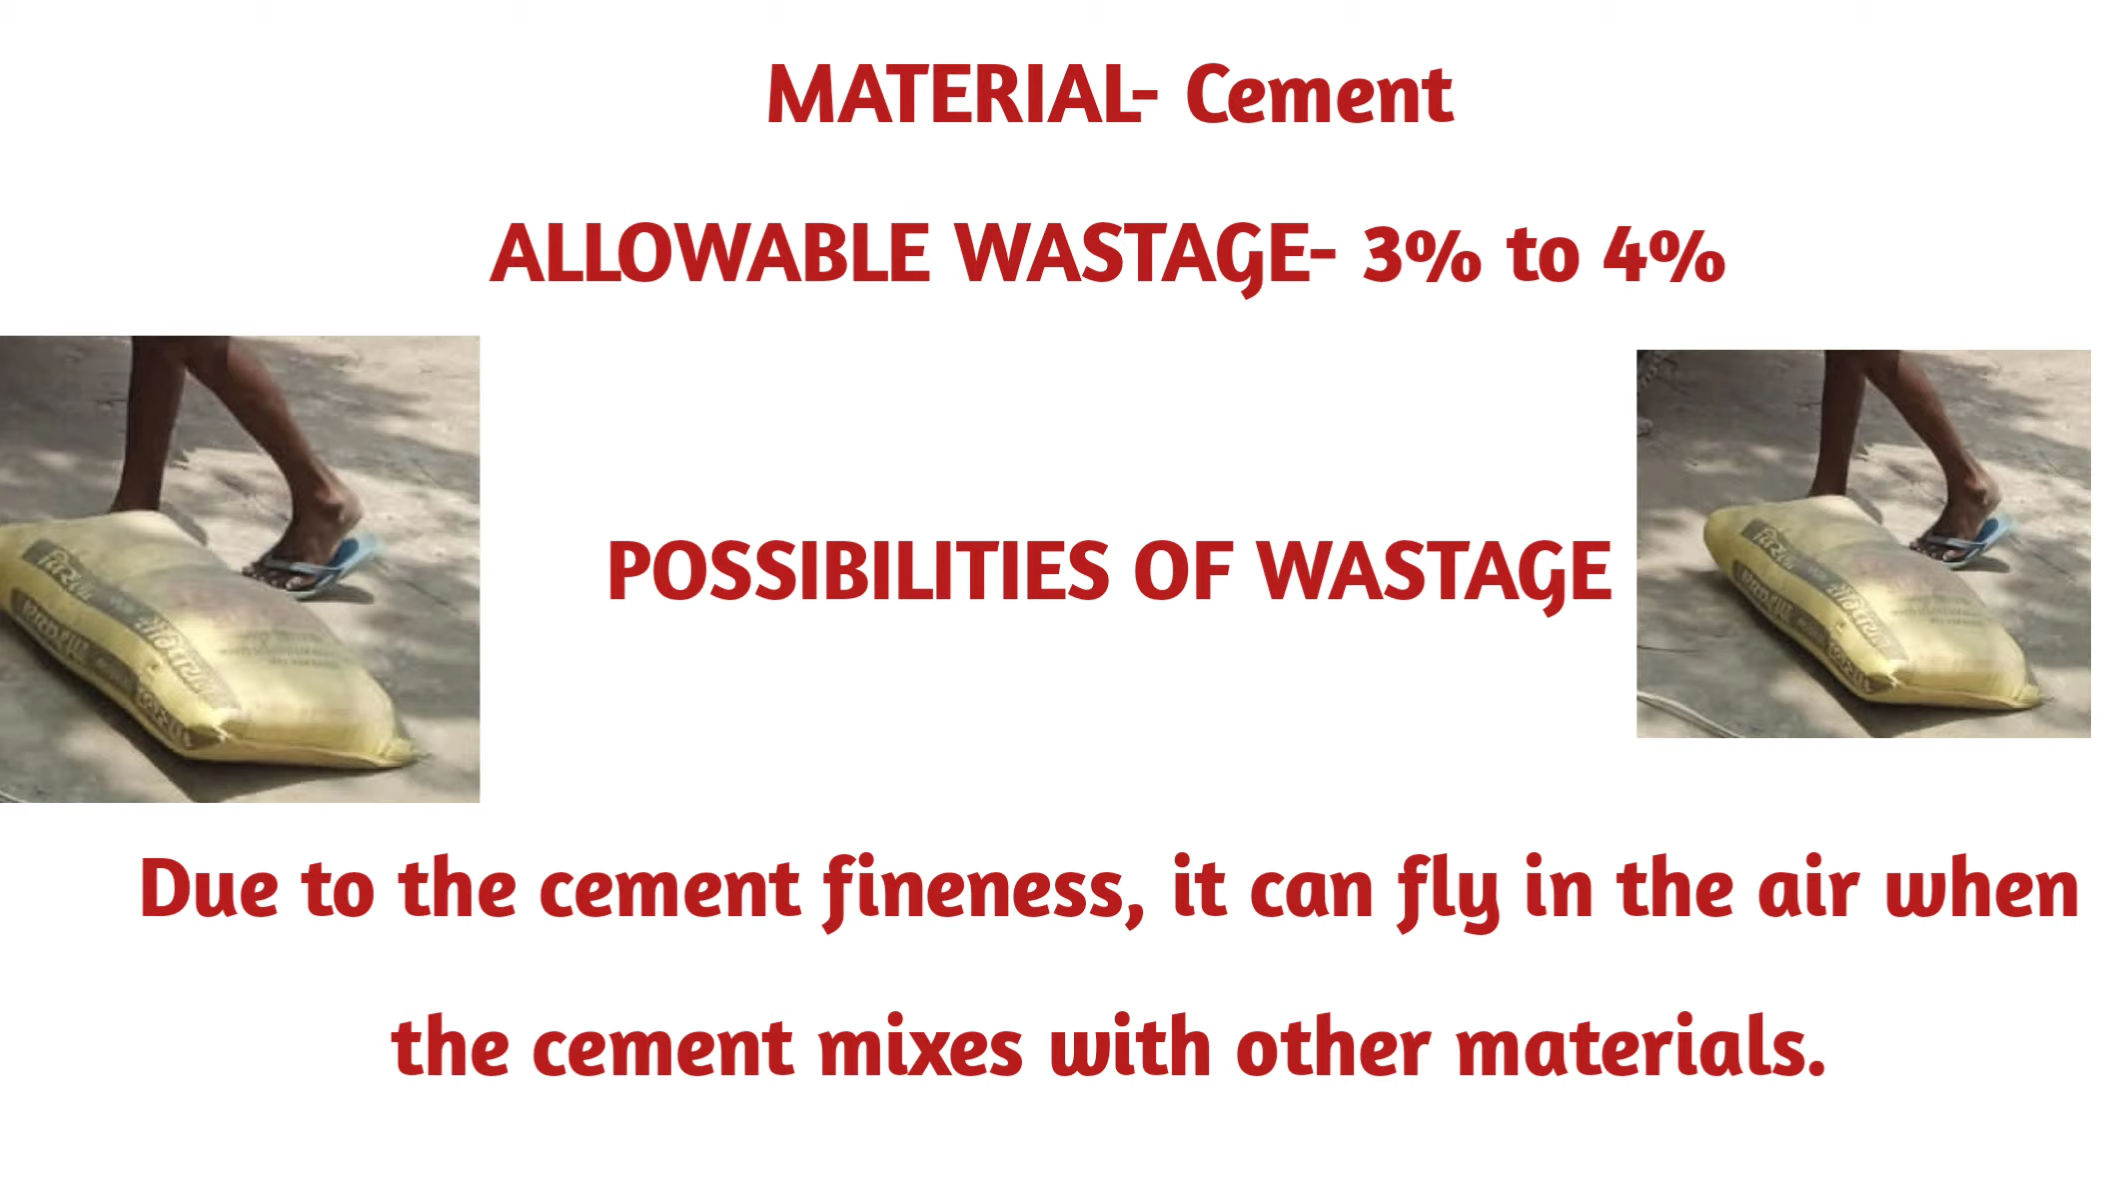 MATERIAL- Cement
ALLOWABLE WASTAGE- 3% to 4%
POSSIBILITIES OF WASTAGE
Due to the cement fineness, it can fly in the air when
the cement mixes with other materials.